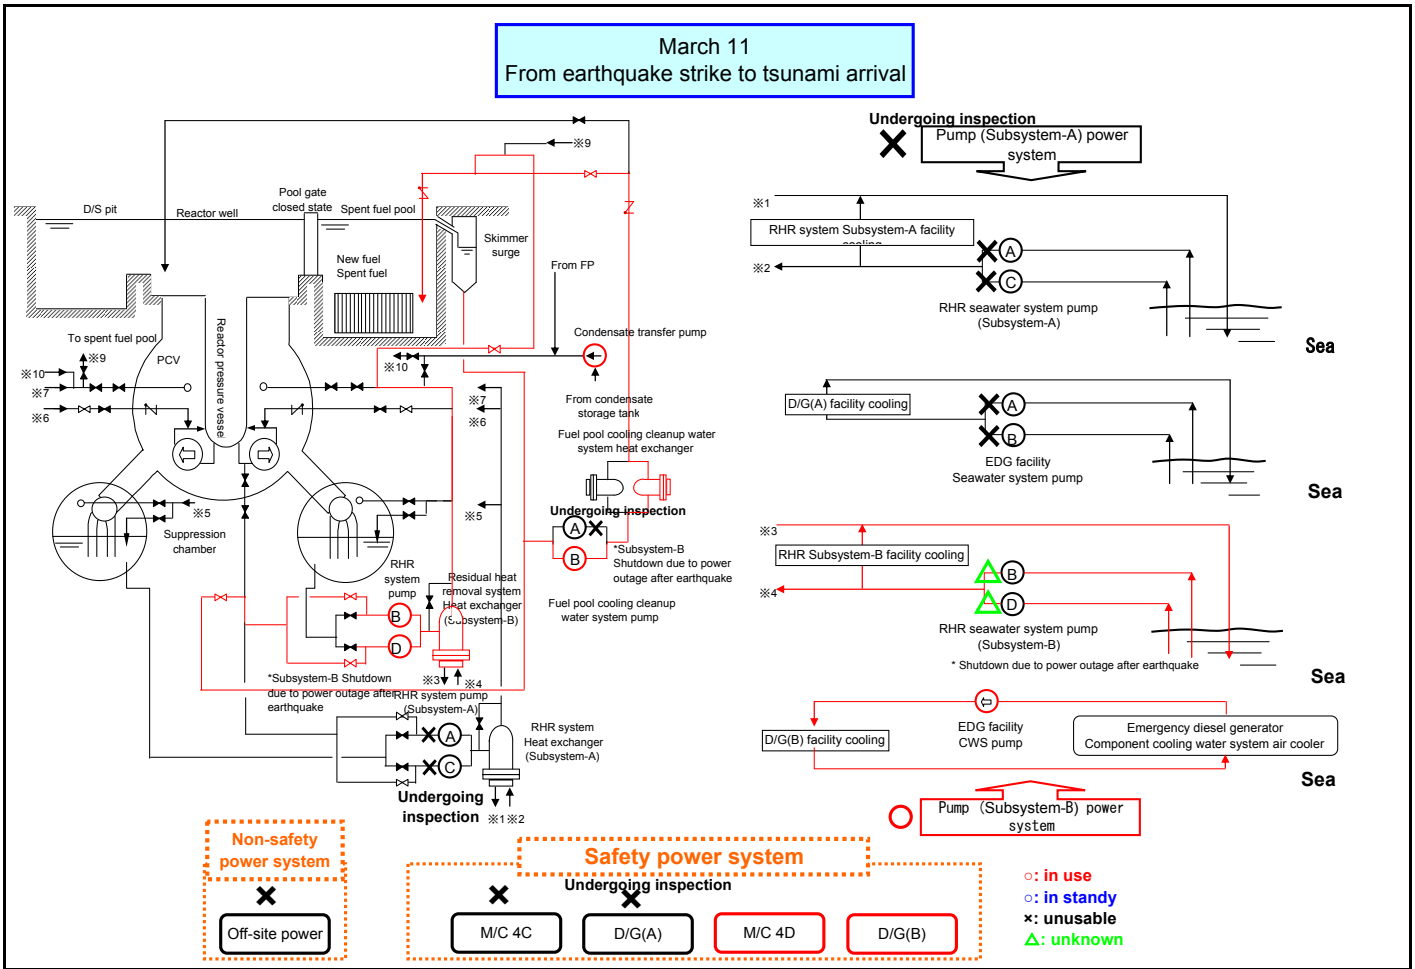 March 11
From earthquake strike to tsunami arrival
Undergoing inspection
Pump (Subsystem-A) power
system
※9
Pool gate
closed state
D/S pit
Reactor well
Spent fuel pool
Skimmer
surge
New fuel
Spent fuel
From FP
※1
RHR system Subsystem-A facility
cooling
※2
A
C
RHR seawater system pump
(Subsystem-A)
Sea
To spent fuel pool
※9
PCV
Reactor pressure vessel
Condensate transfer pump
※10
※10
※7
※7
※6
※6
From condensate
storage tank
D/G(A) facility cooling
A
B
EDG facility
Seawater system pump
Sea
Fuel pool cooling cleanup water
system heat exchanger
※5
※5
Suppression
chamber
Undergoing inspection
A
B
*Subsystem-B
Shutdown due to power
outage after earthquake
Fuel pool cooling cleanup
water system pump
RHR
system
pump
Residual heat
removal system
Heat exchanger
(Subsystem-B)
B
D
※3
※4
*Subsystem-B Shutdown
due to power outage after
earthquake
※3
RHR Subsystem-B facility cooling
※4
B
D
RHR seawater system pump
(Subsystem-B)
* Shutdown due to power outage after earthquake
Sea
RHR system pump
(Subsystem-A)
A
C
RHR system
Heat exchanger
(Subsystem-A)
Undergoing
inspection
※1※2
D/G(B) facility cooling
EDG facility
CWS pump
Emergency diesel generator
Component cooling water system air cooler
Sea
Pump (Subsystem-B) power
system
Non-safety
power system
Off-site power
Safety power system
Undergoing inspection
M/C 4C
D/G(A)
M/C 4D
D/G(B)
○: in use
○: in standy
×: unusable
△: unknown